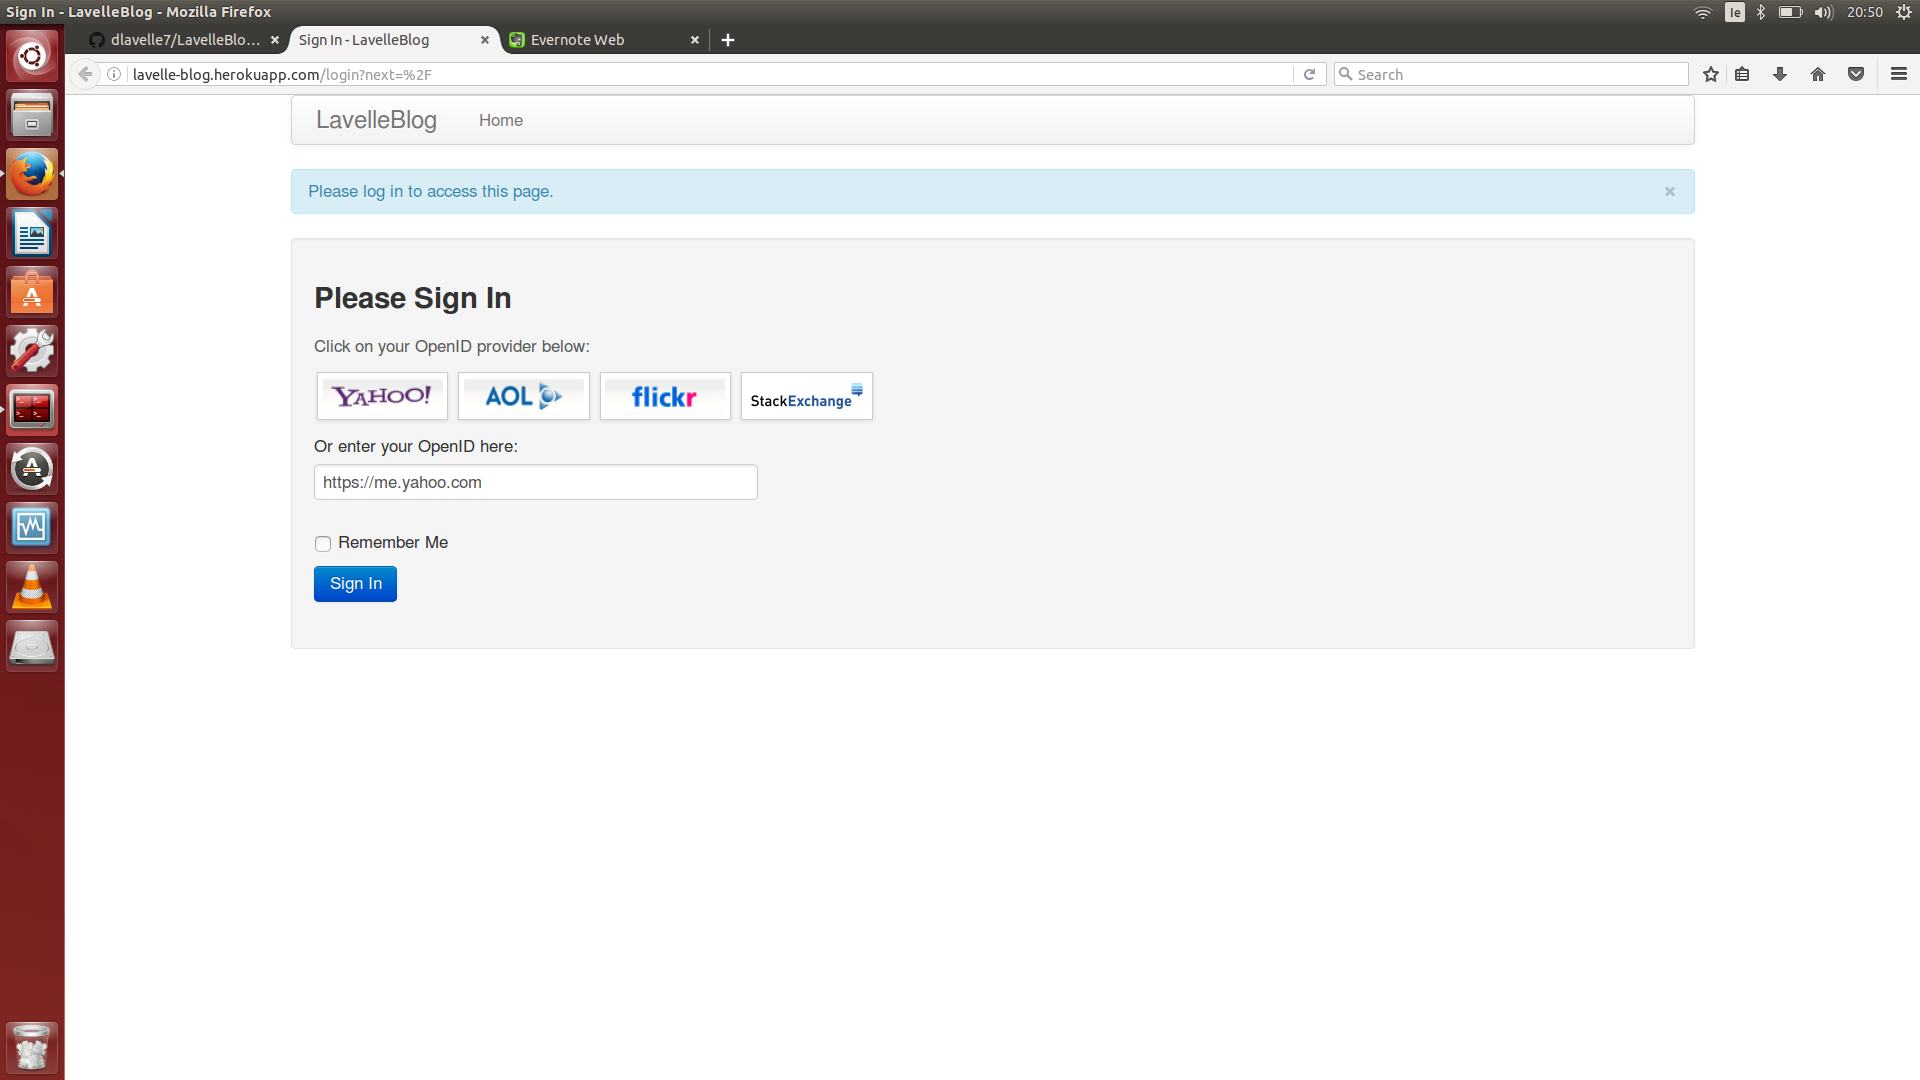 Sign In - LavelleBlog - Mozilla Firefox
Ie
20:50
dlavelle7/LavelleBlo...
Sign In - LavelleBlog
Evernote Web
lavelle-blog.herokuapp.com/login?next=%2F
Search
LavelleBlog
Home
Please log in to access this page.
Please Sign In
Click on your OpenID provider below:
YAHOO!
AOL
flickr
StackExchange
Or enter your OpenID here:
https://me.yahoo.com
Remember Me
Sign In